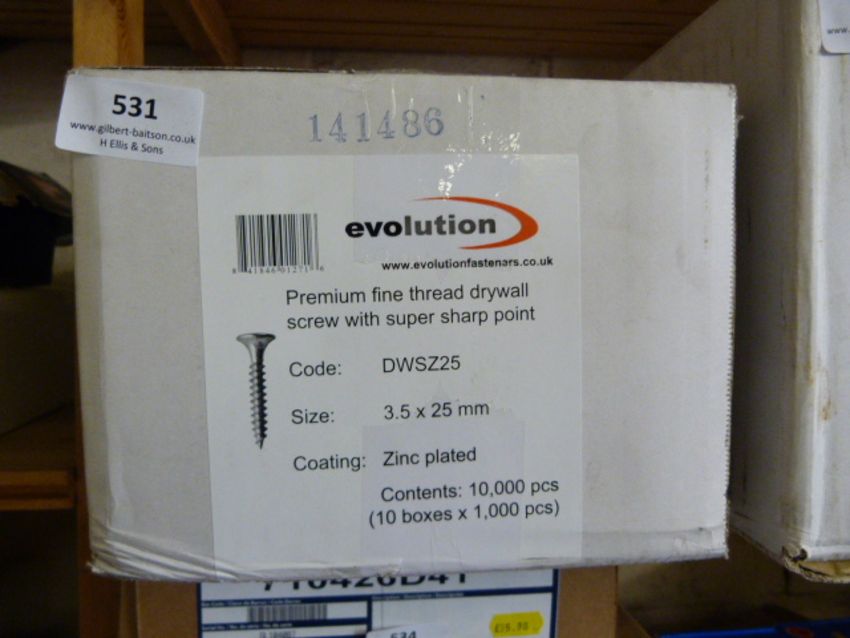 531
www.gilbert-baitson.co.uk
H Ellis & Sons
141486
evolution
www.evolutionfasteners.co.uk
Premium fine thread drywall
screw with super sharp point
Code: DWSZ25
Size: 3.5 x 25 mm
Coating: Zinc plated
Contents: 10,000 pcs
(10 boxes x 1,000 pcs)
534